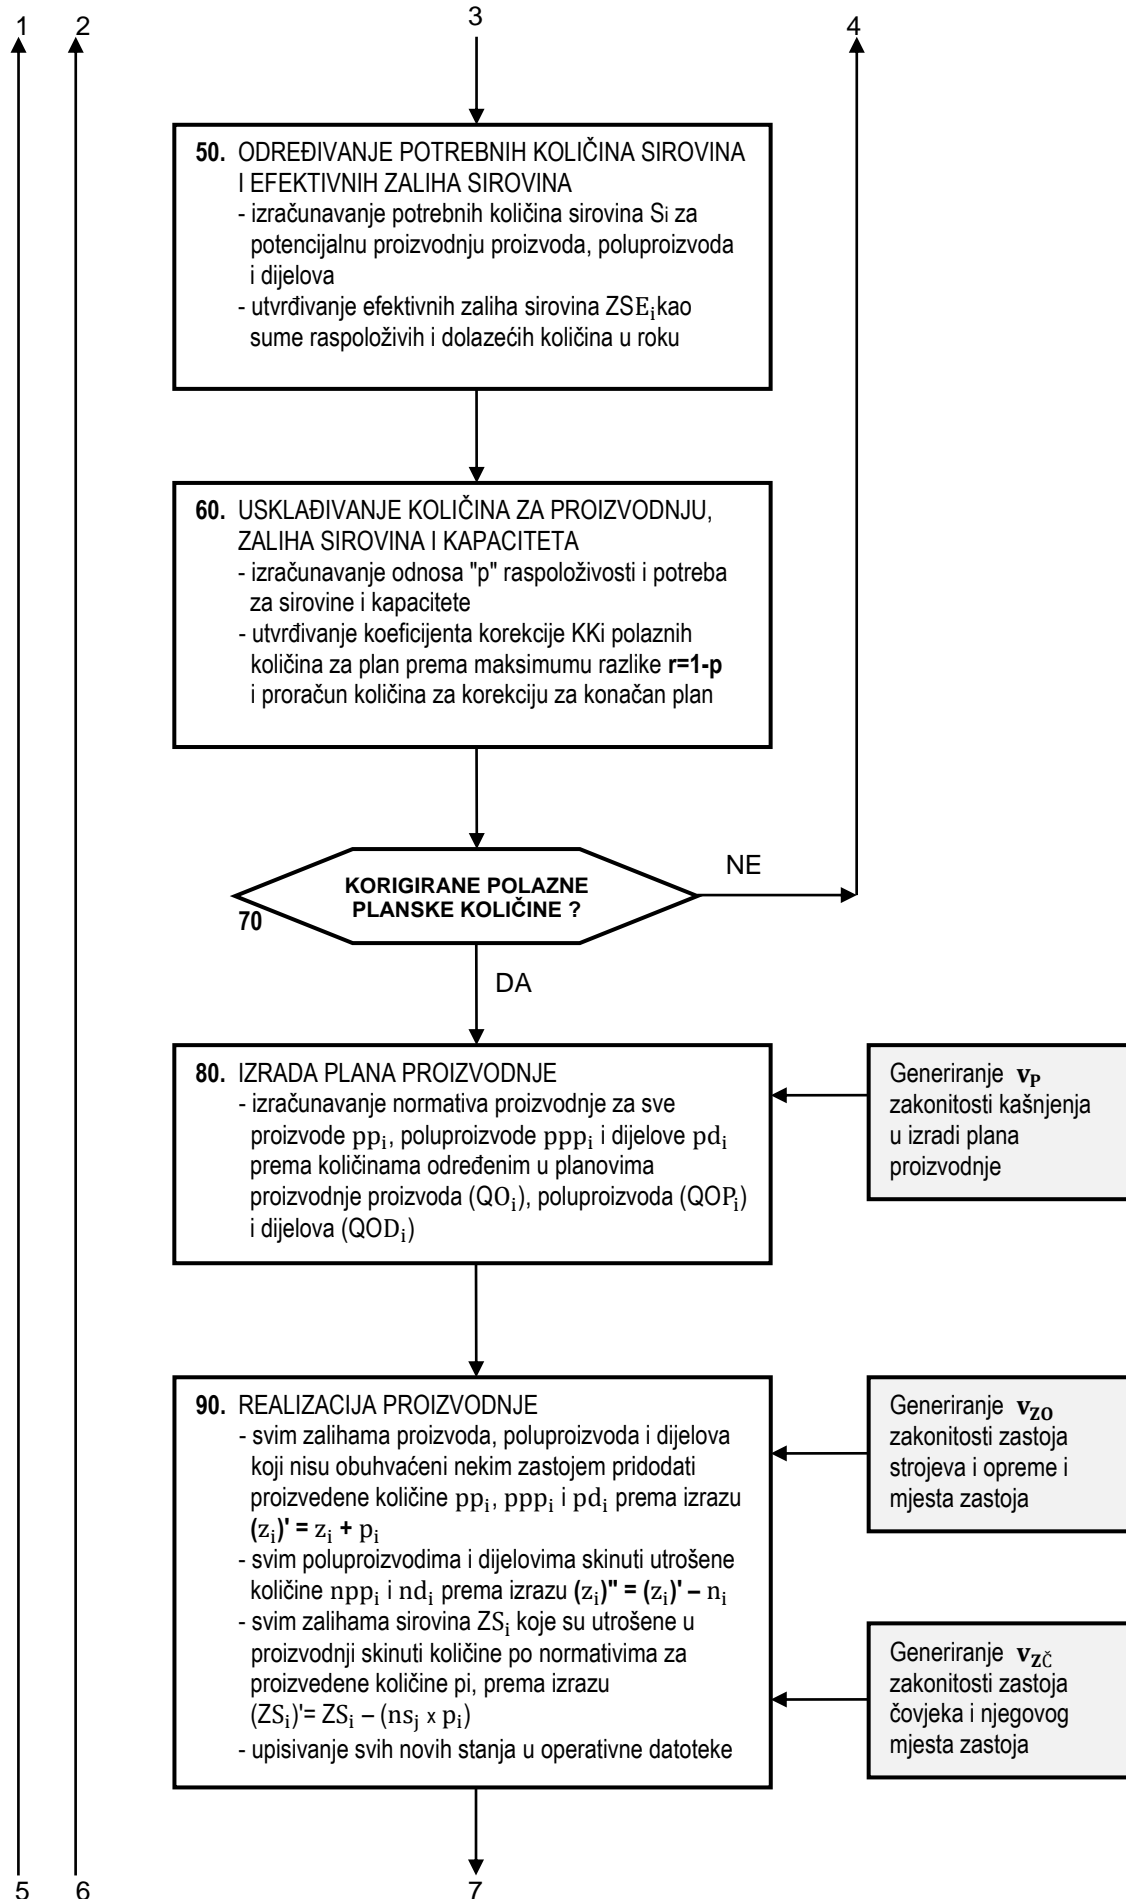 1
2
3
4
50. ODREĐIVANJE POTREBNIH KOLIČINA SIROVINA
I EFEKTIVNIH ZALIHA SIROVINA
- izračunavanje potrebnih količina sirovina Si za
potencijalnu proizvodnju proizvoda, poluproizvoda
i dijelova
- utvrđivanje efektivnih zaliha sirovina ZSEᵢkao
sume raspoloživih i dolazećih količina u roku
60. USKLAĐIVANJE KOLIČINA ZA PROIZVODNJU,
ZALIHA SIROVINA I KAPACITETA
- izračunavanje odnosa "p" raspoloživosti i potreba
za sirovine i kapacitete
- utvrđivanje koeficijenta korekcije KKi polaznih
količina za plan prema maksimumu razlike r=1-p
i proračun količina za korekciju za konačan plan
KORIGIRANE POLAZNE
PLANSKE KOLIČINE ?
70
NE
DA
80. IZRADA PLANA PROIZVODNJE
- izračunavanje normativa proizvodnje za sve
proizvode ppᵢ, poluproizvode pppᵢ i dijelove pdᵢ
prema količinama određenim u planovima
proizvodnje proizvoda (QOᵢ), poluproizvoda (QOPᵢ)
i dijelova (QODᵢ)
Generiranje v_P
zakonitosti kašnjenja
u izradi plana
proizvodnje
90. REALIZACIJA PROIZVODNJE
- svim zalihama proizvoda, poluproizvoda i dijelova
koji nisu obuhvaćeni nekim zastojem pridodati
proizvedene količine ppᵢ, pppᵢ i pdᵢ prema izrazu
(zᵢ)' = zᵢ + pᵢ
- svim poluproizvodima i dijelovima skinuti utrošene
količine nppᵢ i ndᵢ prema izrazu (zᵢ)" = (zᵢ)' – nᵢ
- svim zalihama sirovina ZSᵢ koje su utrošene u
proizvodnji skinuti količine po normativima za
proizvedene količine pi, prema izrazu
(ZSᵢ)'= ZSᵢ – (nsⱼ x pᵢ)
- upisivanje svih novih stanja u operativne datoteke
Generiranje v_ZO
zakonitosti zastoja
strojeva i opreme i
mjesta zastoja
Generiranje v_ZČ
zakonitosti zastoja
čovjeka i njegovog
mjesta zastoja
5
6
7